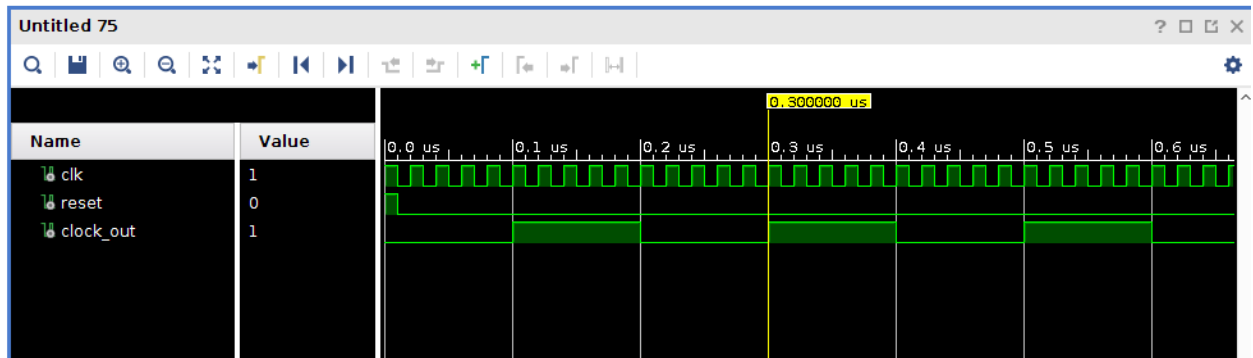 Untitled 75
?
0.300000 us
Name Value
0.0 us 0.1 us 0.2 us 0.3 us 0.4 us 0.5 us 0.6 us
clk 1
reset 0
clock_out 1